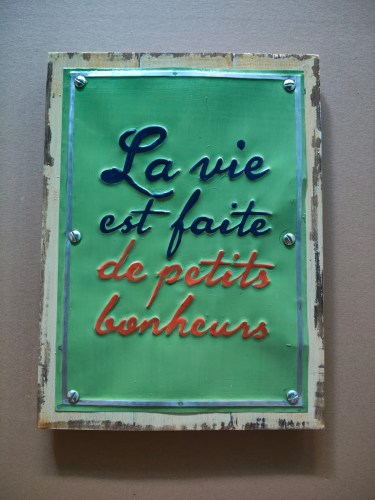 La vie
est faite
de petits
bonheurs